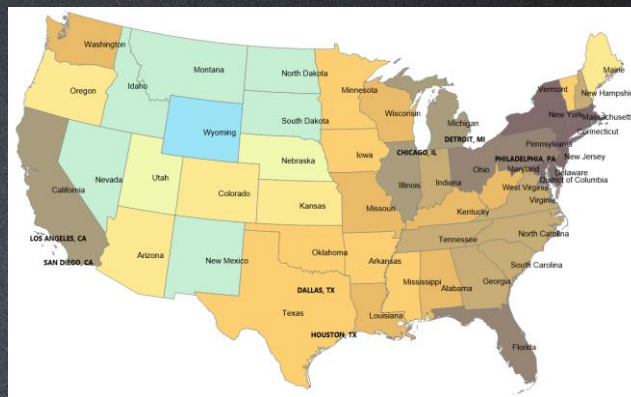 Washington
Montana
North Dakota
Minnesota
Maine
Oregon
Idaho
South Dakota
Wisconsin
Michigan
Vermont
New Hampshire
New York
Massachusetts
Connecticut
Wyoming
DETROIT, MI
Iowa
Nebraska
CHICAGO, IL
Pennsylvania
PHILADELPHIA, PA
New Jersey
Nevada
Utah
Illinois
Indiana
Ohio
Maryland
Delaware
District of Columbia
California
Colorado
Kansas
Missouri
West Virginia
Virginia
Kentucky
LOS ANGELES, CA
Arizona
New Mexico
Oklahoma
Arkansas
Tennessee
North Carolina
SAN DIEGO, CA
South Carolina
DALLAS, TX
Mississippi
Alabama
Georgia
Texas
Louisiana
HOUSTON, TX
Florida